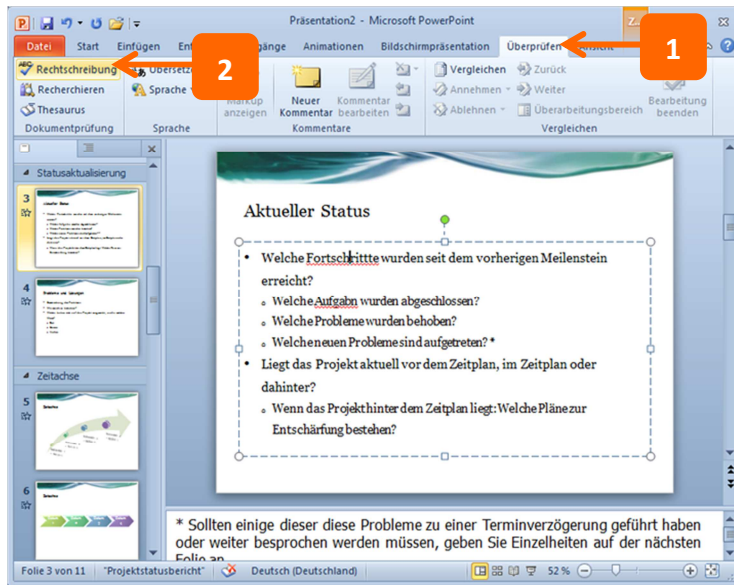 Präsentation2 - Microsoft PowerPoint
Z...
Datei Start Einfügen Animationen Bildschirmpräsentation Überprüfen Ansicht
1
2
Rechtschreibung
Recherchieren
Thesaurus
Dokumentprüfung
Sprache
Sprache
Markup
anzeigen
Neuer
Kommentar
Kommentar
bearbeiten
Kommentare
Vergleichen Zurück
Annehmen Weiter
Ablehnen Überarbeitungsbereich
Bearbeitung
beenden
Vergleichen
Statusaktualisierung
3
4
Zeitachse
5
6
Aktueller Status
• Welche Fortschrittte wurden seit dem vorherigen Meilenstein
erreicht?
o Welche Aufgabn wurden abgeschlossen?
o Welche Probleme wurden behoben?
o Welche neuen Probleme sind aufgetreten? *
• Liegt das Projekt aktuell vor dem Zeitplan, im Zeitplan oder
dahinter?
o Wenn das Projekt hinter dem Zeitplan liegt: Welche Pläne zur
Entschärfung bestehen?
* Sollten einige dieser diese Probleme zu einer Terminverzögerung geführt haben
oder weiter besprochen werden müssen, geben Sie Einzelheiten auf der nächsten
Folie an.
Folie 3 von 11 "Projektstatusbericht" Deutsch (Deutschland) 52 %